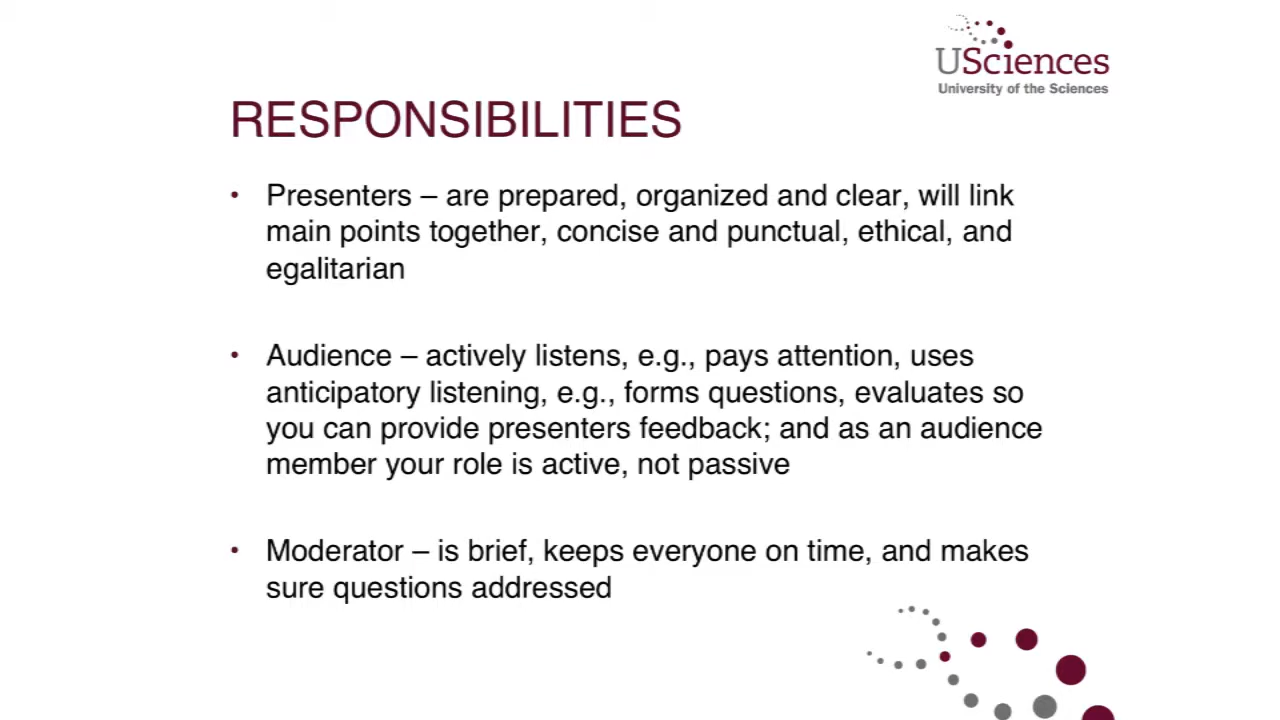 USciences
University of the Sciences
RESPONSIBILITIES
• Presenters – are prepared, organized and clear, will link
main points together, concise and punctual, ethical, and
egalitarian
• Audience – actively listens, e.g., pays attention, uses
anticipatory listening, e.g., forms questions, evaluates so
you can provide presenters feedback; and as an audience
member your role is active, not passive
• Moderator – is brief, keeps everyone on time, and makes
sure questions addressed